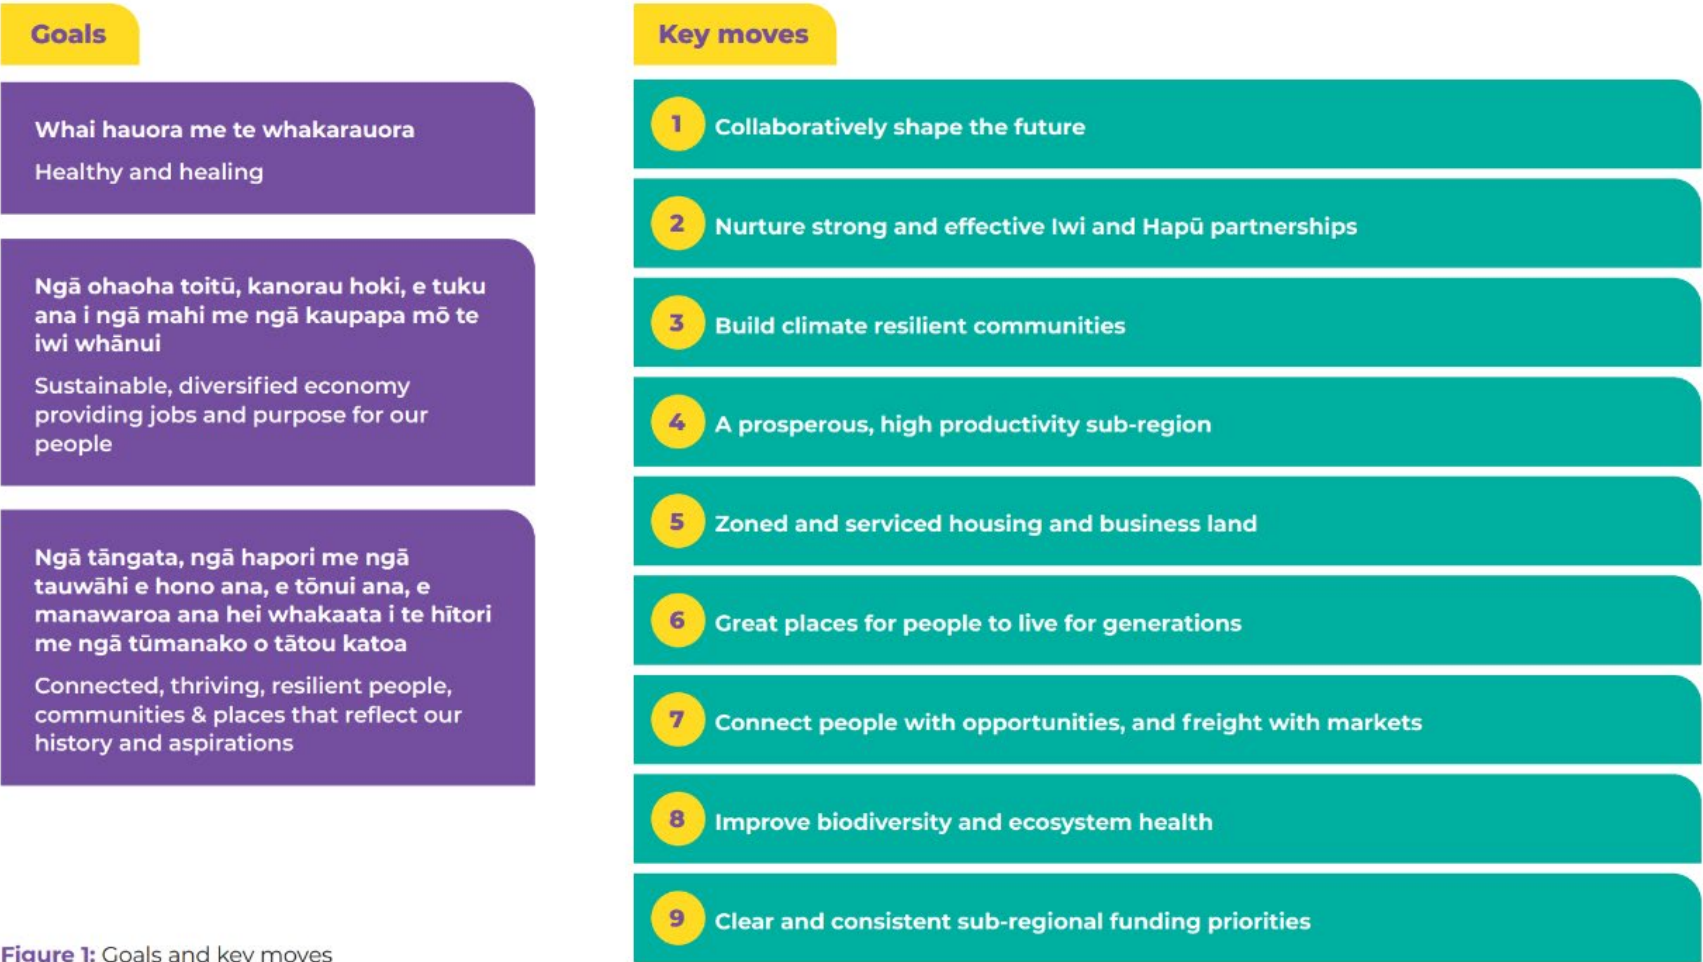 Goals
Whai hauora me te whakarauora
Healthy and healing
Ngā ohaoha toitū, kanorau hoki, e tuku
ana i ngā mahi me ngā kaupapa mō te
iwi whānui
Sustainable, diversified economy
providing jobs and purpose for our
people
Ngā tāngata, ngā hapori me ngā
tauwāhi e hono ana, e tōnui ana, e
manawaroa ana hei whakaata i te hītori
me ngā tūmanako o tātou katoa
Connected, thriving, resilient people,
communities & places that reflect our
history and aspirations
Figure 1: Goals and key moves
Key moves
1 Collaboratively shape the future
2 Nurture strong and effective Iwi and Hapū partnerships
3 Build climate resilient communities
4 A prosperous, high productivity sub-region
5 Zoned and serviced housing and business land
6 Great places for people to live for generations
7 Connect people with opportunities, and freight with markets
8 Improve biodiversity and ecosystem health
9 Clear and consistent sub-regional funding priorities